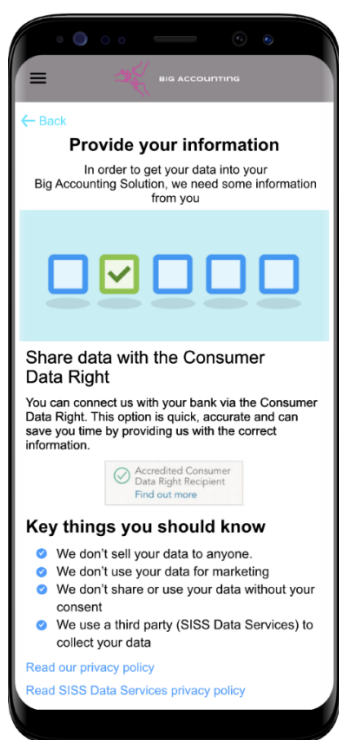 BIG ACCOUNTING
← Back
Provide your information
In order to get your data into your
Big Accounting Solution, we need some information
from you
Share data with the Consumer
Data Right
You can connect us with your bank via the Consumer
Data Right. This option is quick, accurate and can
save you time by providing us with the correct
information.
Accredited Consumer
Data Right Recipient
Find out more
Key things you should know
We don't sell your data to anyone.
We don't use your data for marketing
We don't share or use your data without your
consent
We use a third party (SISS Data Services) to
collect your data
Read our privacy policy
Read SISS Data Services privacy policy